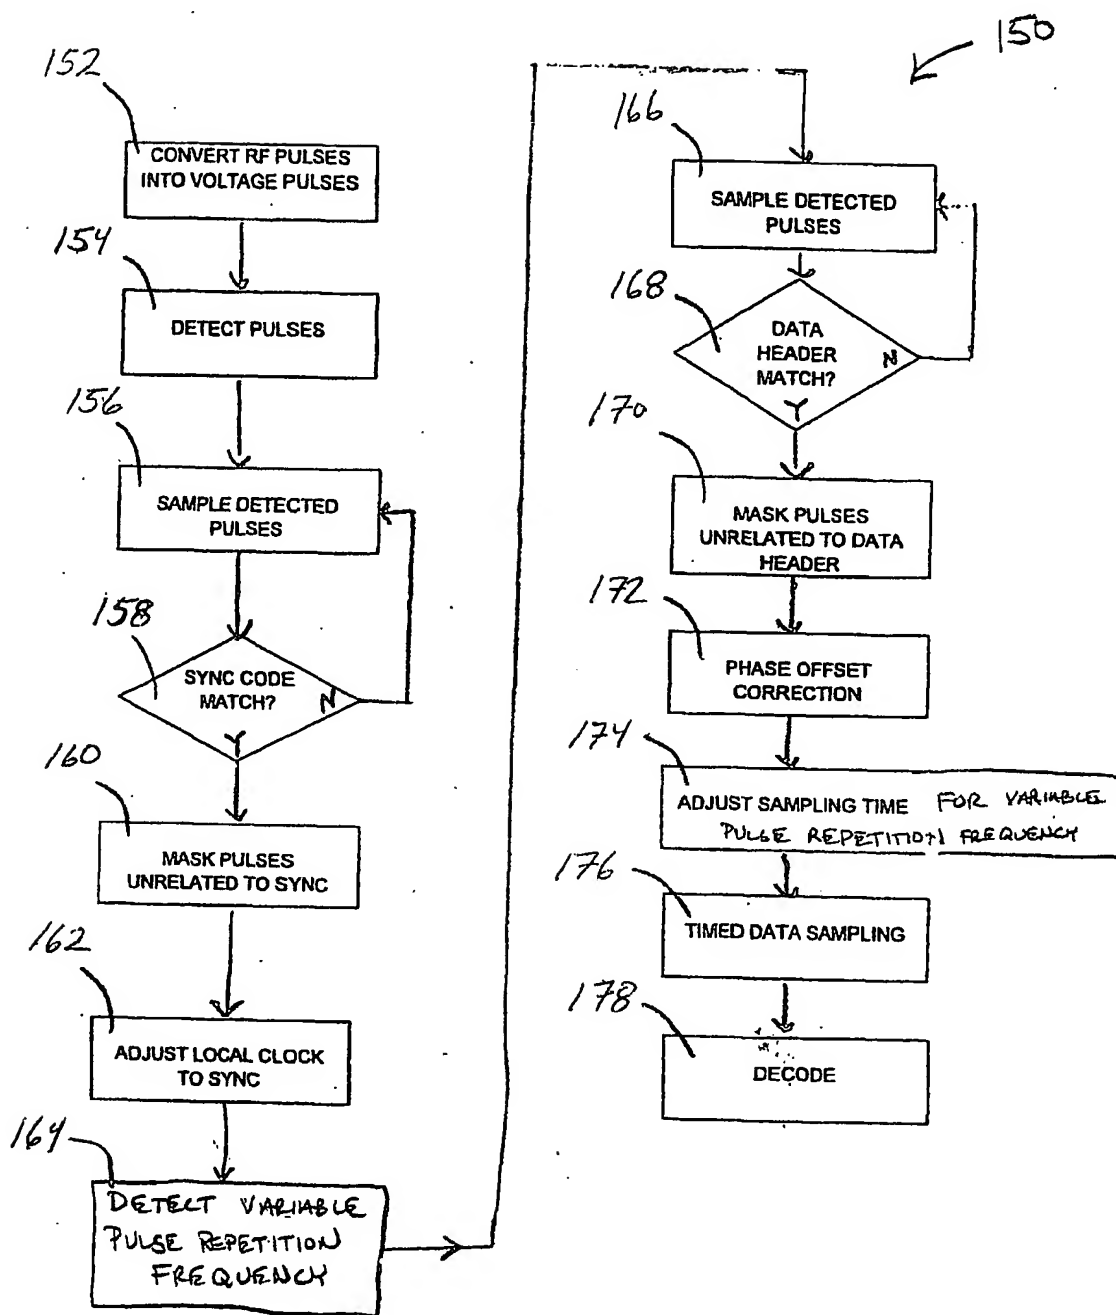 150
152
CONVERT RF PULSES
INTO VOLTAGE PULSES
154
DETECT PULSES
156
SAMPLE DETECTED
PULSES
158
SYNC CODE
MATCH?
N
Y
160
MASK PULSES
UNRELATED TO SYNC
162
ADJUST LOCAL CLOCK
TO SYNC
164
DETECT VARIABLE
PULSE REPETITION
FREQUENCY
166
SAMPLE DETECTED
PULSES
168
DATA
HEADER
MATCH?
N
Y
170
MASK PULSES
UNRELATED TO DATA
HEADER
172
PHASE OFFSET
CORRECTION
174
ADJUST SAMPLING TIME FOR VARIABLE
PULSE REPETITION FREQUENCY
176
TIMED DATA SAMPLING
178
DECODE